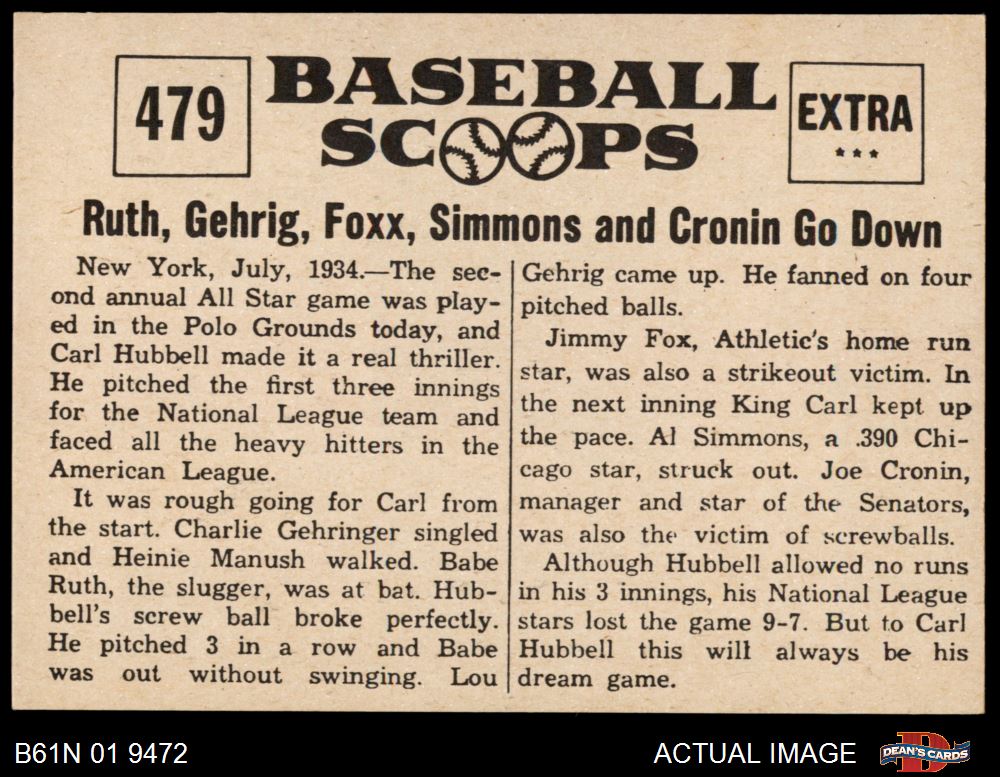 479
BASEBALL
SCOOPS
EXTRA
***
Ruth, Gehrig, Foxx, Simmons and Cronin Go Down
New York, July, 1934.—The sec-
ond annual All Star game was play-
ed in the Polo Grounds today, and
Carl Hubbell made it a real thriller.
He pitched the first three innings
for the National League team and
faced all the heavy hitters in the
American League.
It was rough going for Carl from
the start. Charlie Gehringer singled
and Heinie Manush walked. Babe
Ruth, the slugger, was at bat. Hub-
bell's screw ball broke perfectly.
He pitched 3 in a row and Babe
was out without swinging. Lou
Gehrig came up. He fanned on four
pitched balls.
Jimmy Fox, Athletic's home run
star, was also a strikeout victim. In
the next inning King Carl kept up
the pace. Al Simmons, a .390 Chi-
cago star, struck out. Joe Cronin,
manager and star of the Senators,
was also the victim of screwballs.
Although Hubbell allowed no runs
in his 3 innings, his National League
stars lost the game 9-7. But to Carl
Hubbell this will always be his
dream game.
B61N 01 9472
ACTUAL IMAGE
DEAN'S CARDS